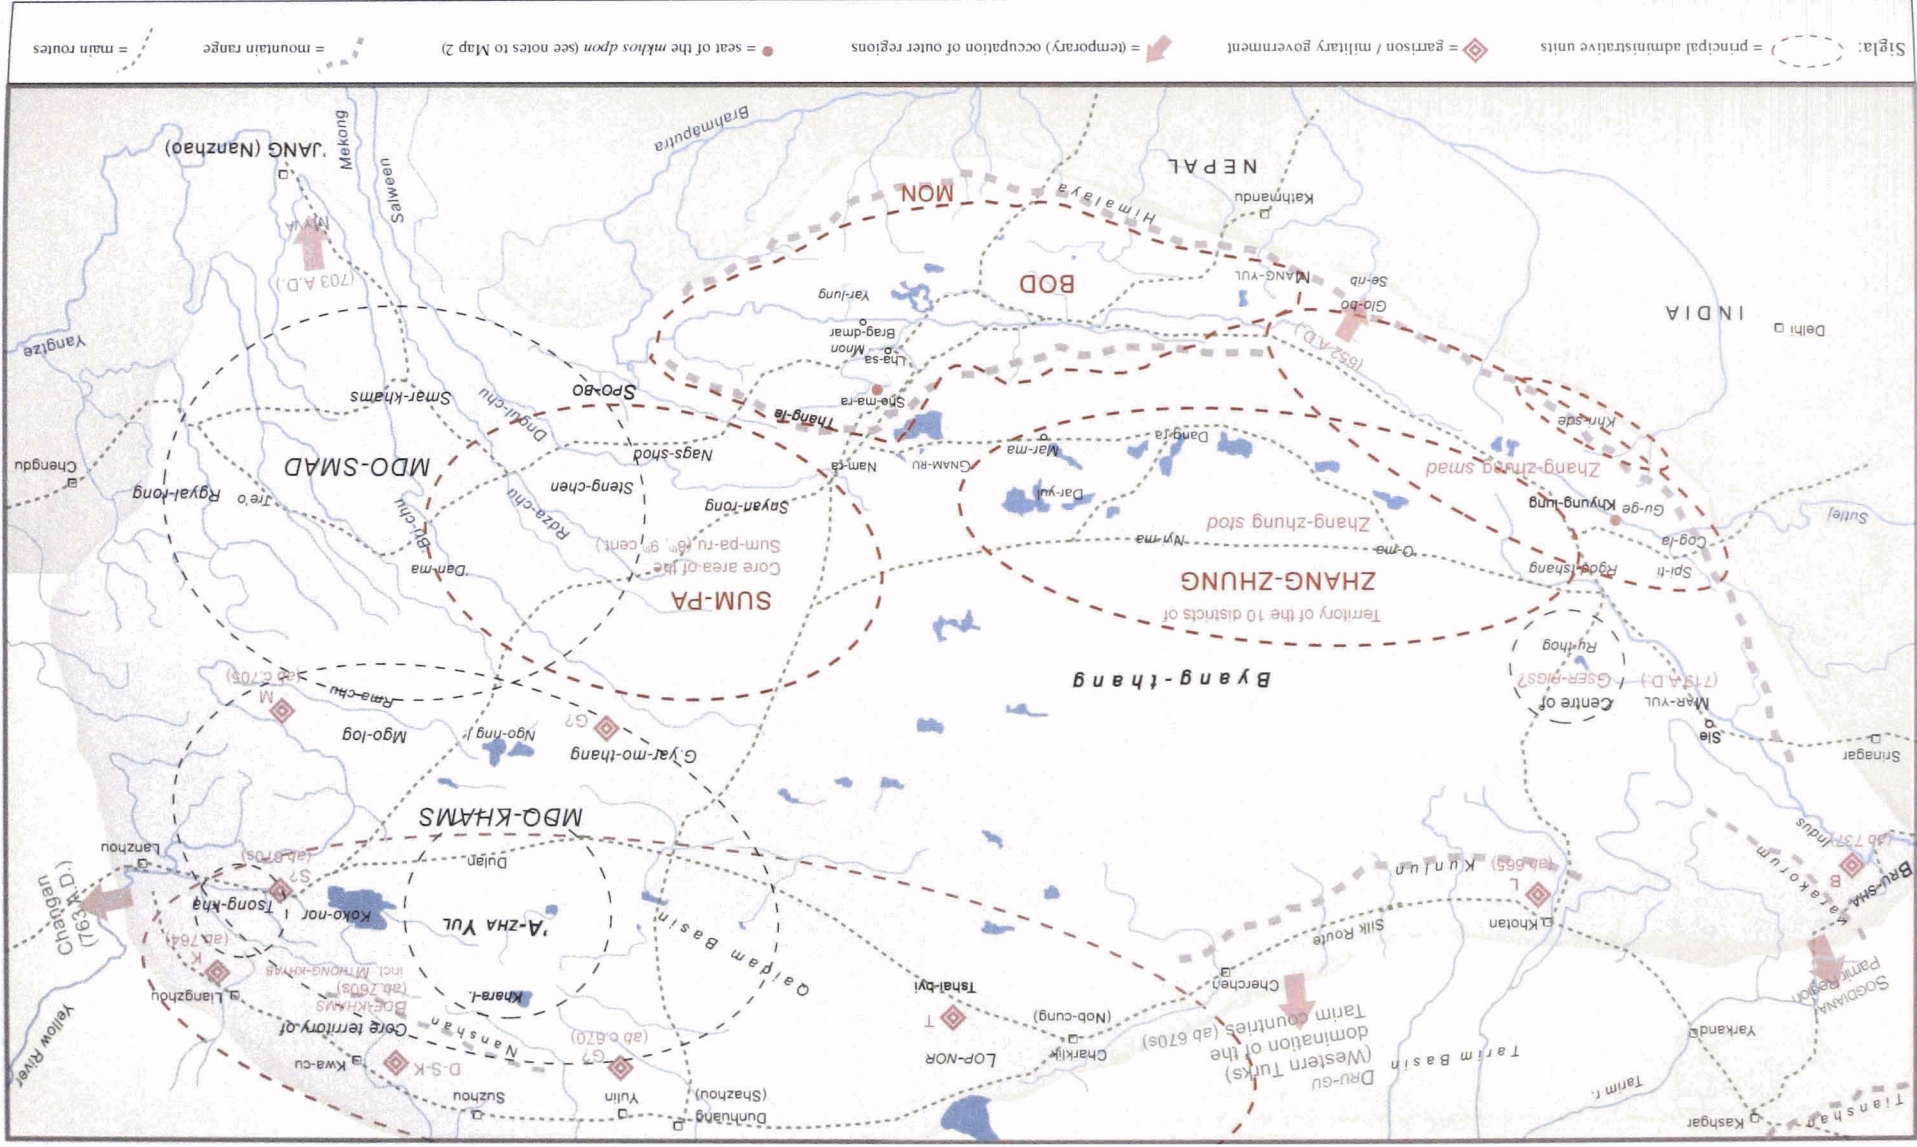 Tianshan
Kashgar
Tarim r.
Yarkand
Tarim Basin
SOGDIANA
Pamir Region
BRU-SHA
B
(ab 737)
Karakorum
Indus
Khotan
L
(ab 665)
Kunlun
Silk Route
DRU-GU
(Western Turks)
domination of the
Tarim countries (ab 670s)
Cherchen
Charklik
(Nob-cung)
LOP-NOR
T
Tshal-byi
Dunhuang
(Shazhou)
Yulin
G?
(ab c.670)
Suzhou
D-S-K
Kwa-cu
Nanshan
Core territory of
BDE-KHAMS
(ab.760s)
incl. MTHONG-KHYAB
Liangzhou
K
(ab.764)
Yellow River
Changan
(763 A.D.)
Lanzhou
Tsong-kha
S?
(ab.670s)
Koko-nor
Khara-l.
'A-ZHA YUL
Dulan
Qaidam Basin
MDO-KHAMS
G.yar-mo-thang
G?
Ngo-ring
Mgo-log
M
(ab c.705)
Rma-chu
Srinagar
Sle
MAR-YUL
(719 A.D.)
Centre of
GSER-RIGS?
Ru-thog
Byang-thang
Territory of the 10 districts of
ZHANG-ZHUNG
Zhang-zhung stod
SUM-PA
Core area of the
Sum-pa-ru (8th, 9th cent.)
Spi-ti
Cog-la
Rgod-tshang
O-ma
Nyi-ma
Sutlej
Gu-ge
Khyung-lung
Zhang-zhung smad
Khri-sde
Dar-yul
Dang-ra
Mar-ma
GNAM-RU
Nam-ra
Snyan-rong
Nags-shod
Steng-chen
Rdza-chu
'Bri-chu
'Dan-ma
Tre'o
Rgyal-rong
MDO-SMAD
Chengdu
Smar-khams
Dngul-chu
SPO-BO
Thang-la
Sne-ma-ra
Lha-sa
Mnon
Brag-dmar
Yar-lung
BOD
MANG-YUL
Glo-bo
Se-rib
(652 A.D.)
Delhi
INDIA
Yangtze
(703 A.D.)
MYVA
'JANG (Nanzhao)
Mekong
Salween
Brahmaputra
MON
Himalaya
Kathmandu
NEPAL
Sigla: = principal administrative units = garrison / military government = (temporary) occupation of outer regions = seat of the mkhos dpon (see notes to Map 2) = mountain range = main routes